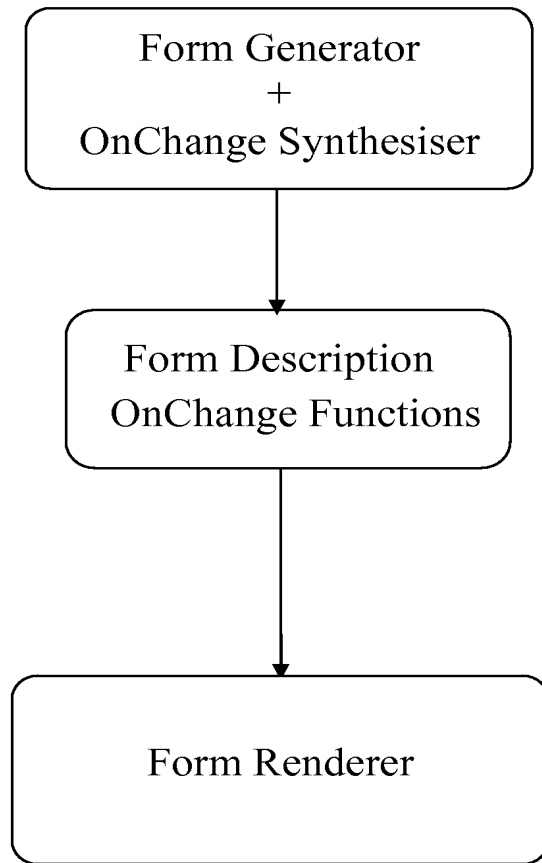 Form Generator
+
OnChange Synthesiser
Form Description
OnChange Functions
Form Renderer